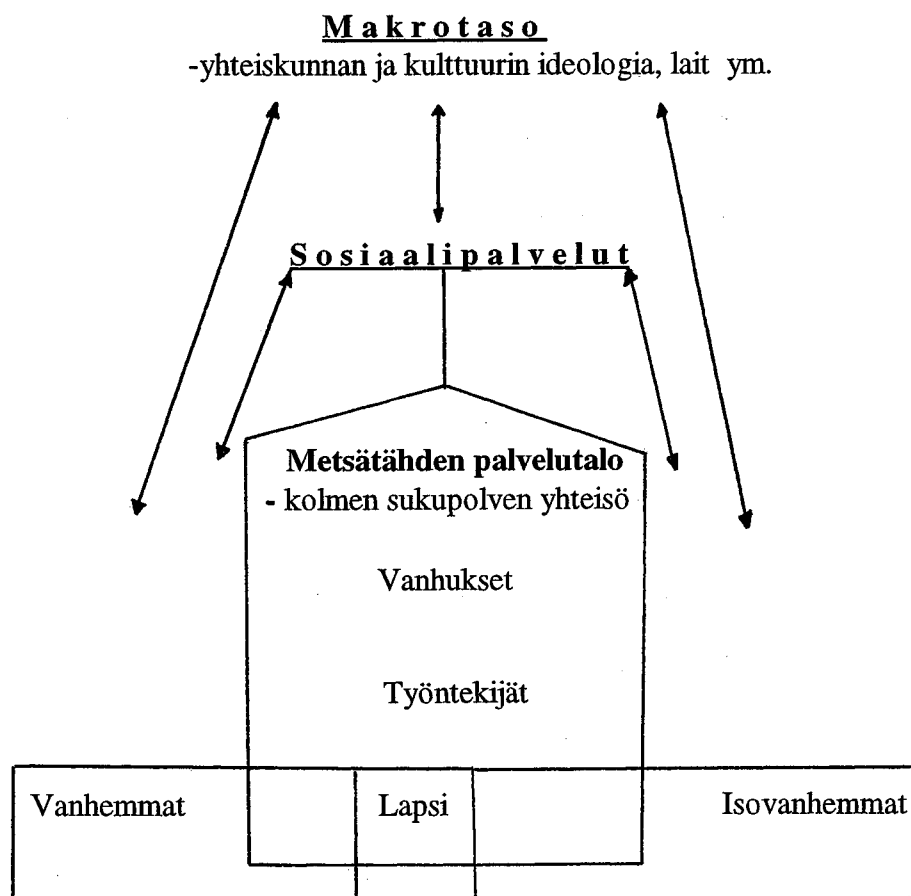 Makrotaso
-yhteiskunnan ja kulttuurin ideologia, lait ym.
Sosiaalipalvelut
Metsätähden palvelutalo
- kolmen sukupolven yhteisö
Vanhukset
Työntekijät
Vanhemmat Lapsi Isovanhemmat